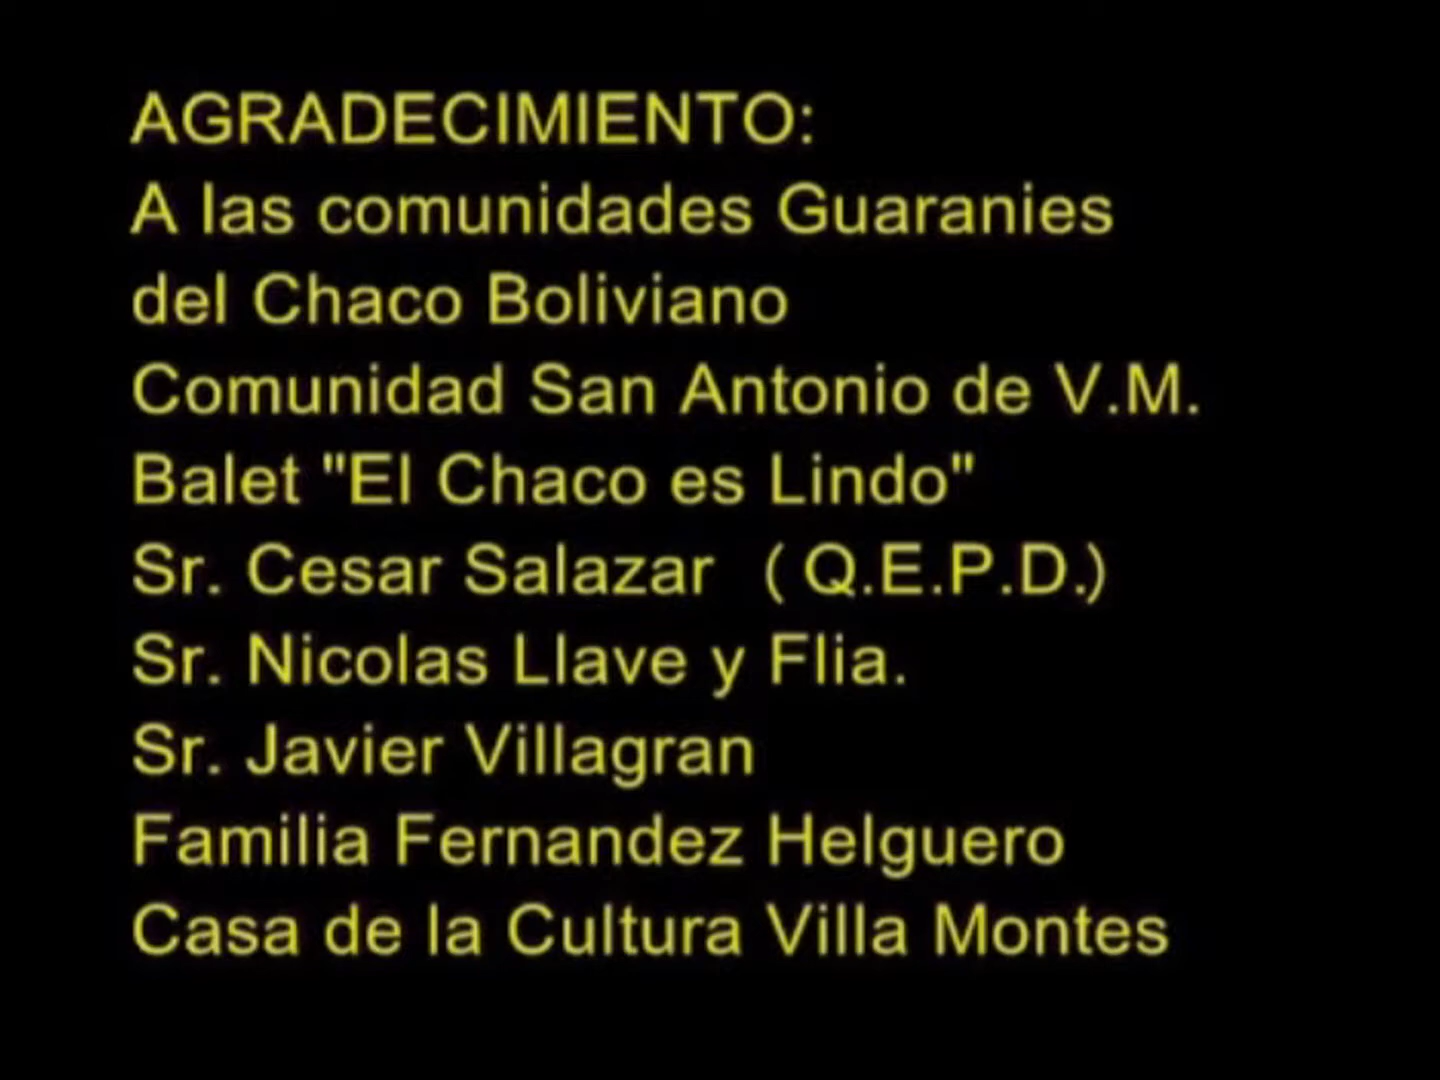 AGRADECIMIENTO:
A las comunidades Guaranies
del Chaco Boliviano
Comunidad San Antonio de V.M.
Balet "El Chaco es Lindo"
Sr. Cesar Salazar  ( Q.E.P.D.)
Sr. Nicolas Llave y Flia.
Sr. Javier Villagran
Familia Fernandez Helguero
Casa de la Cultura Villa Montes